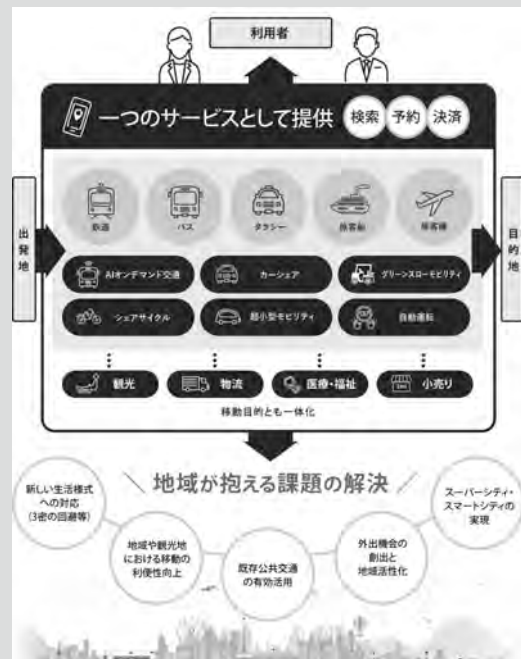 利用者
一つのサービスとして提供
検索
予約
決済
出発地
目的地
鉄道
バス
タクシー
旅客船
旅客機
AIオンデマンド交通
カーシェア
グリーンスローモビリティ
シェアサイクル
超小型モビリティ
自動運転
観光
物流
医療・福祉
小売り
移動目的とも一体化
地域が抱える課題の解決
新しい生活様式
への対応
(3密の回避等)
地域や観光地
における移動の
利便性向上
既存公共交通
の有効活用
外出機会の
創出と
地域活性化
スーパーシティ・
スマートシティの
実現